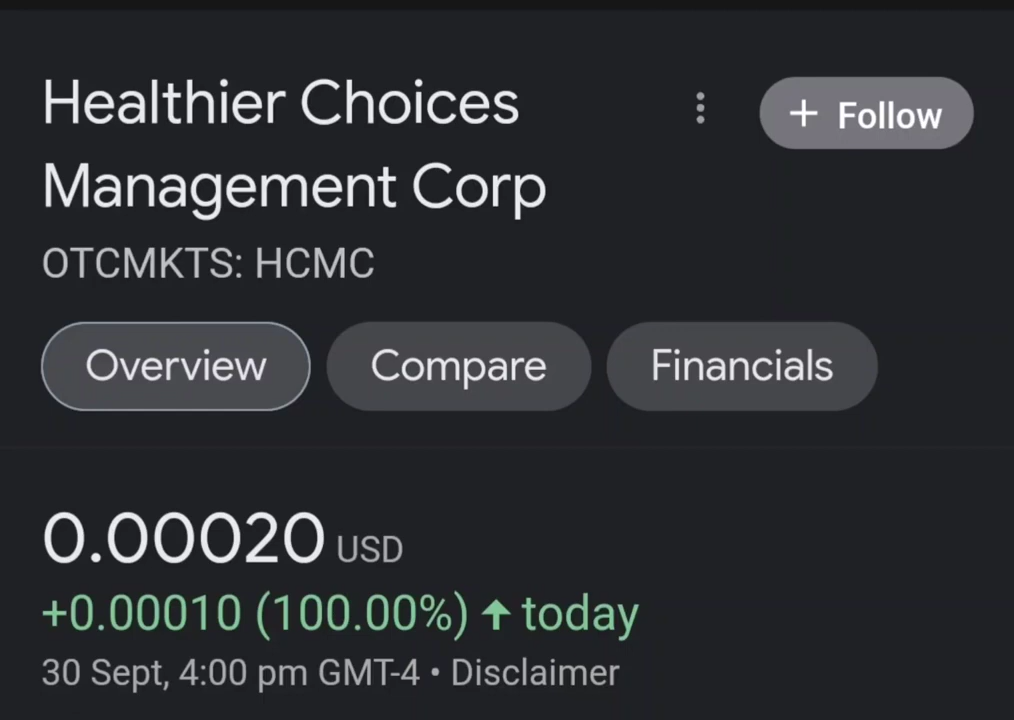 Healthier Choices
Management Corp
+ Follow
OTCMKTS: HCMC
Overview Compare Financials
0.00020 USD
+0.00010 (100.00%) ↑ today
30 Sept, 4:00 pm GMT-4 • Disclaimer